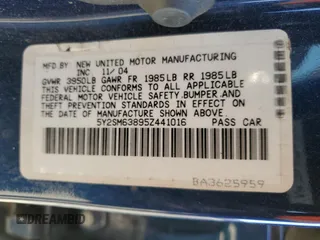 MFD BY NEW UNITED MOTOR MANUFACTURING
INC 11/04
GVWR 3950LB GAWR FR 1985LB RR 1985LB
THIS VEHICLE CONFORMS TO ALL APPLICABLE
FEDERAL MOTOR VEHICLE SAFETY,BUMPER,AND
THEFT PREVENTION STANDARDS IN EFFECT ON
THE DATE OF MANUFACTURE SHOWN ABOVE
5Y2SM63895Z441016 PASS CAR
BA3625959
DREAMBID